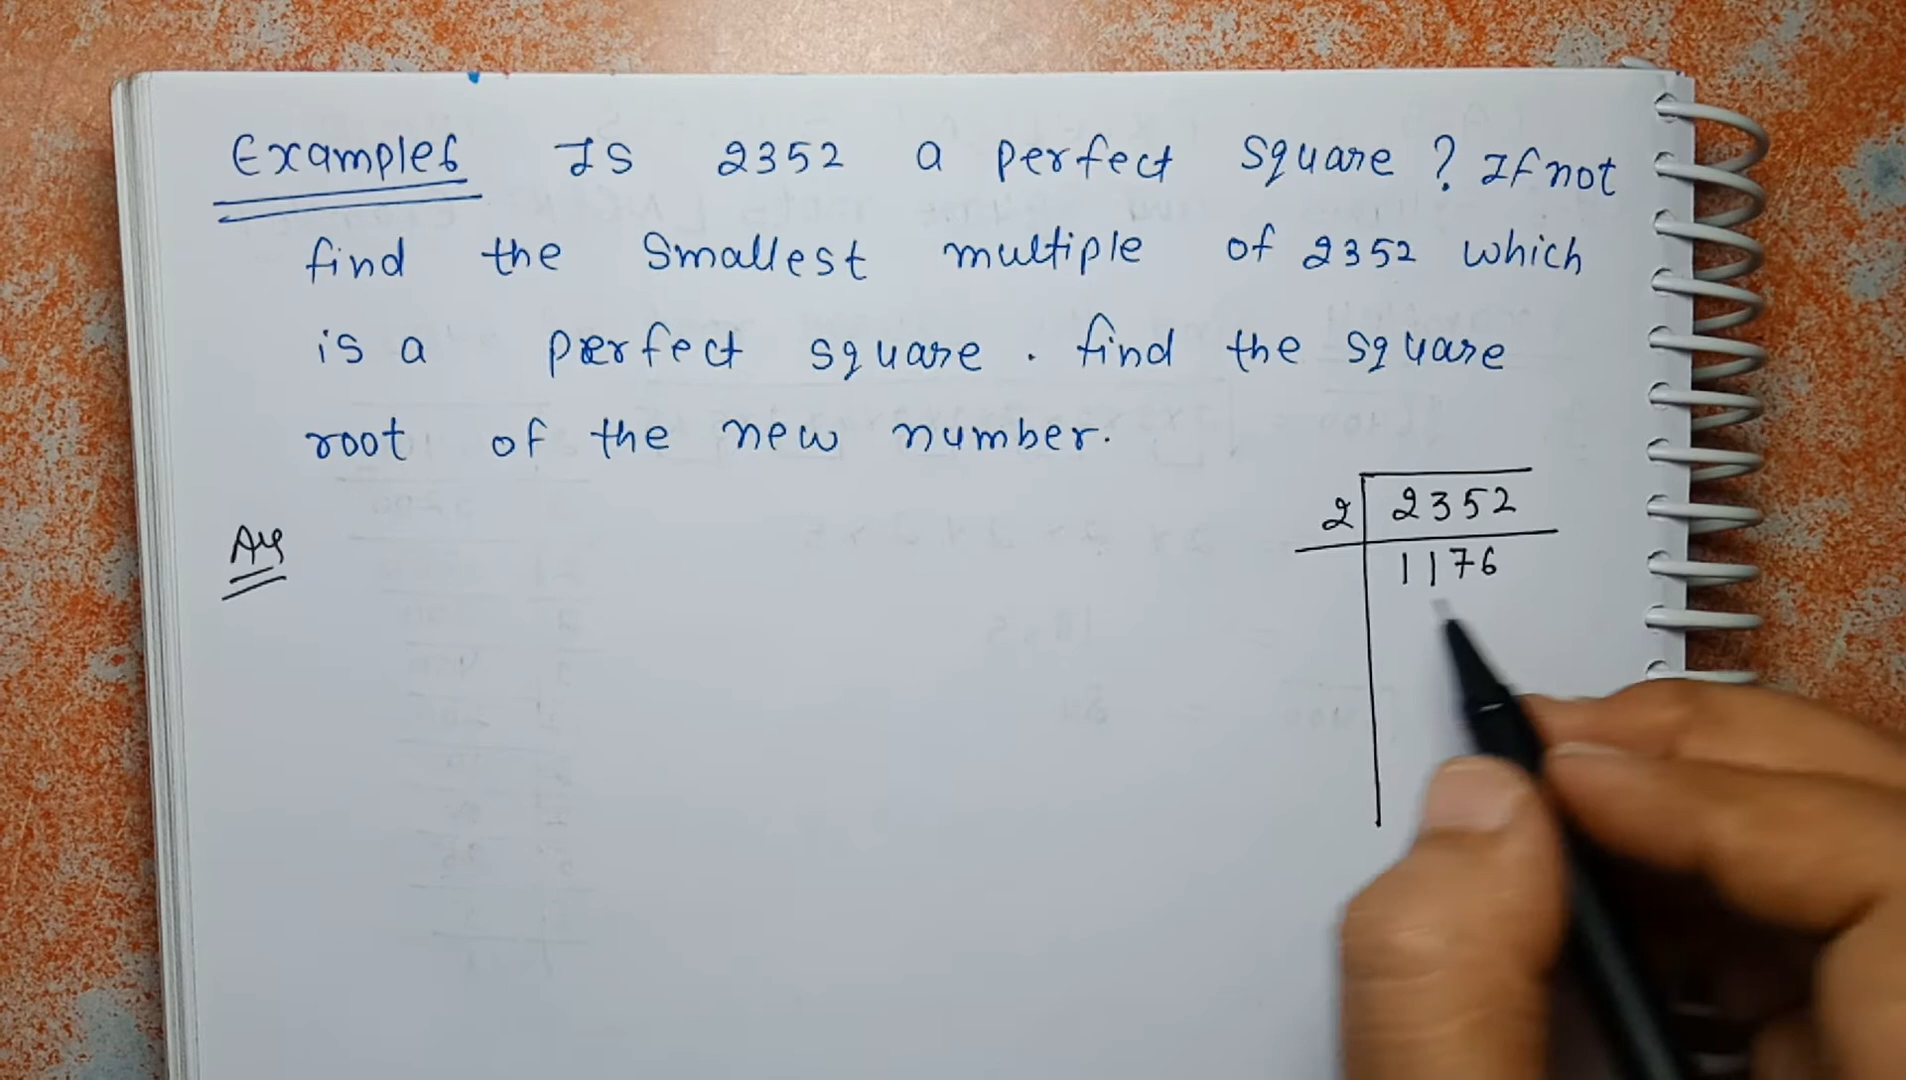 Example6 Is 2352 a perfect square ? If not
find the smallest multiple of 2352 which
is a perfect square . find the square
root of the new number.
2 2352
1176